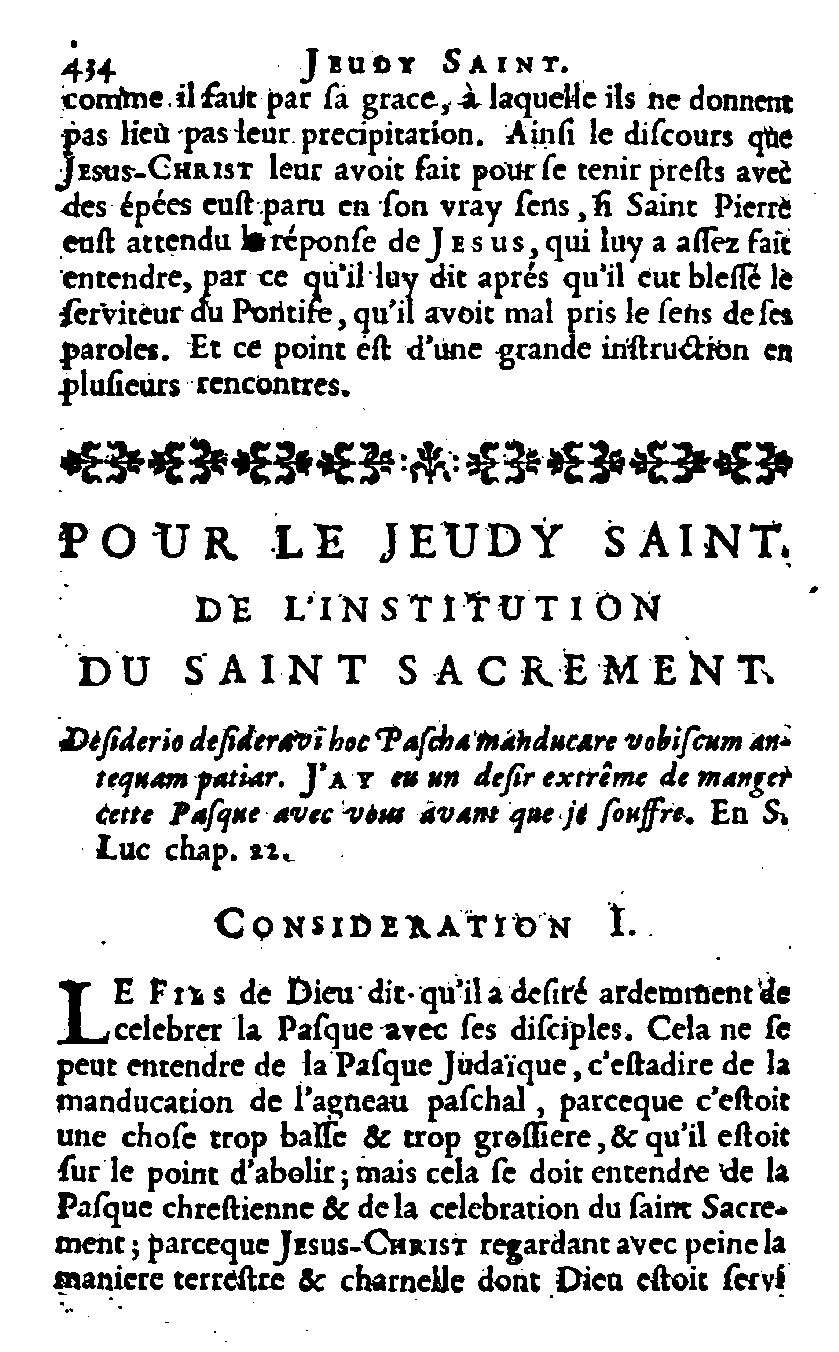 434 JEUDY SAINT.
comme il faut par ſa grace, à laquelle ils ne donnent
pas lieu par leur precipitation. Ainſi le diſcours que
JESUS-CHRIST leur avoit fait pour ſe tenir preſts avec
des épées euſt paru en ſon vray ſens, ſi Saint Pierre
euſt attendu la réponſe de JESUS, qui luy a aſſez fait
entendre, par ce qu'il luy dit aprés qu'il eut bleſſé le
ſerviteur du Pontife, qu'il avoit mal pris le ſens de ſes
paroles. Et ce point eſt d'une grande inſtruction en
pluſieurs rencontres.
POUR LE JEUDY SAINT.
DE L'INSTITUTION
DU SAINT SACREMENT.
Deſiderio deſideravi hoc Paſcha manducare vobiſcum an-
tequam patiar. J'AY eu un deſir extrême de manger
cette Paſque avec vous avant que je ſouffre. En S.
Luc chap. 22.
CONSIDERATION I.
LE FILS de Dieu dit qu'il a deſiré ardemment de
celebrer la Paſque avec ſes diſciples. Cela ne ſe
peut entendre de la Paſque Judaïque, c'eſtadire de la
manducation de l'agneau paſchal, parceque c'eſtoit
une choſe trop baſſe & trop groſſiere, & qu'il eſtoit
ſur le point d'abolir; mais cela ſe doit entendre de la
Paſque chreſtienne & de la celebration du ſaint Sacre-
ment; parceque JESUS-CHRIST regardant avec peine la
maniere terreſtre & charnelle dont Dieu eſtoit ſervi